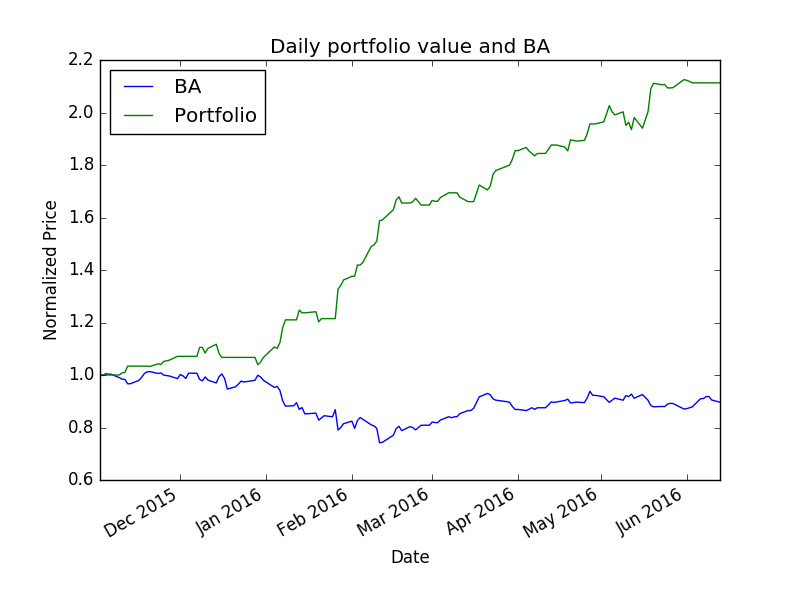 Daily portfolio value and BA
2.2
2.0
1.8
1.6
1.4
1.2
1.0
0.8
0.6
Normalized Price
BA
Portfolio
Dec 2015
Jan 2016
Feb 2016
Mar 2016
Apr 2016
May 2016
Jun 2016
Date